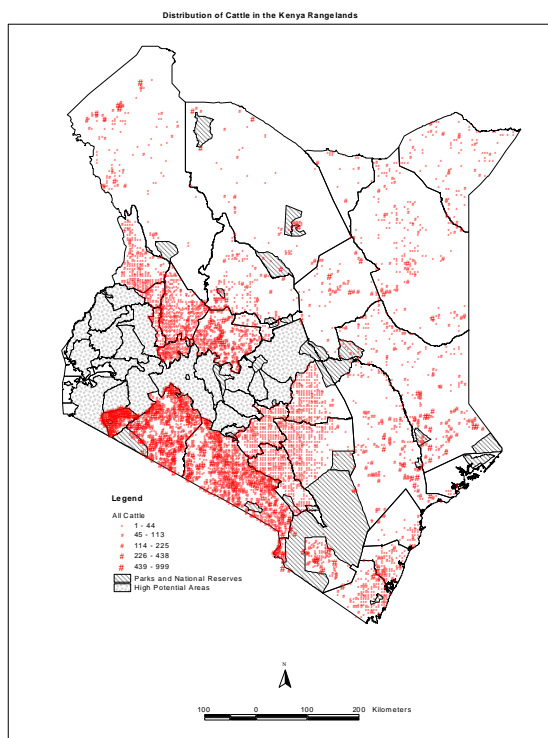 Distribution of Cattle in the Kenya Rangelands
Legend
All Cattle
1 - 44
45 - 113
114 - 225
# 226 - 438
# 439 - 999
Parks and National Reserves
High Potential Areas
N
100 0 100 200 Kilometers